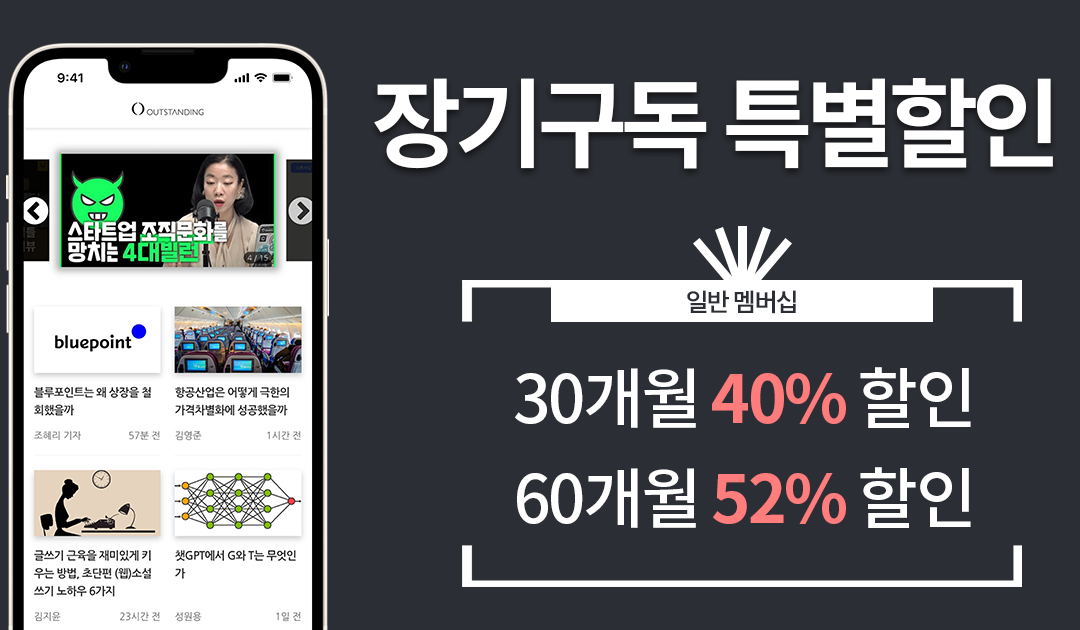 9:41
OUTSTANDING
스타트업 조직문화를
망치는 4대빌런
4 / 15
bluepoint
블루포인트는 왜 상장을 철
회했을까
조혜리 기자 57분 전
항공산업은 어떻게 극한의
가격차별화에 성공했을까
김영준 1시간 전
글쓰기 근육을 재미있게 키
우는 방법, 초단편 (웹)소설
쓰기 노하우 6가지
김지윤 23시간 전
챗GPT에서 G와 T는 무엇인
가
성원용 1일 전
장기구독 특별할인
일반 멤버십
30개월 40% 할인
60개월 52% 할인